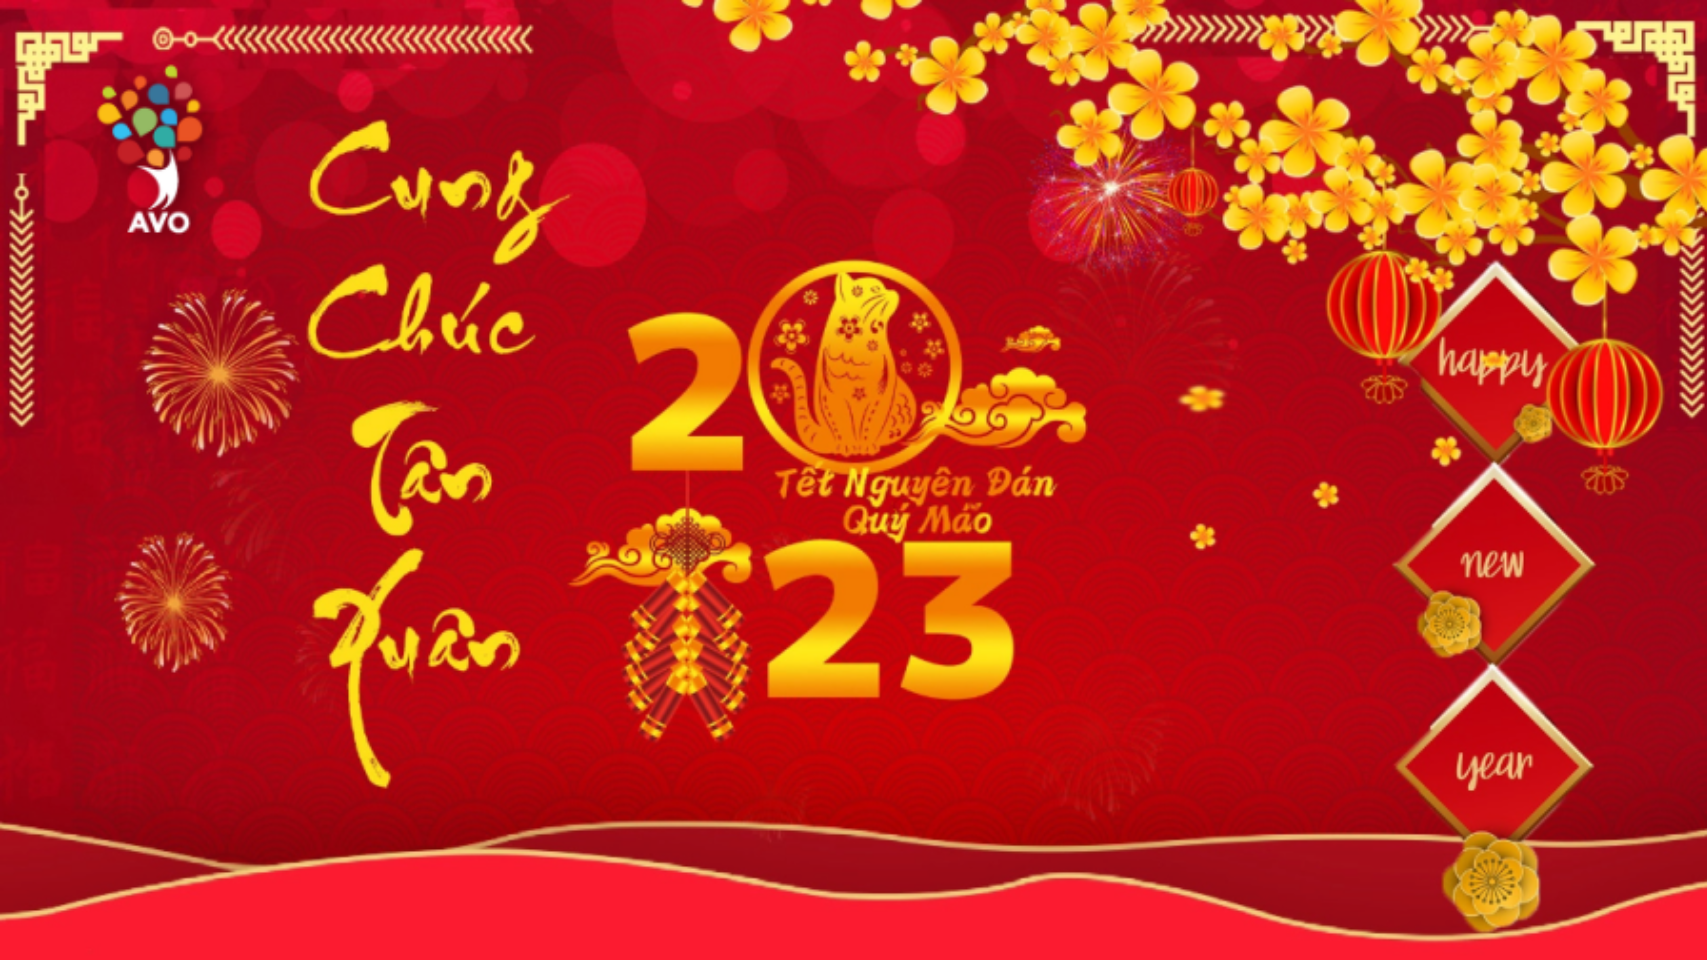 AVO
Cung
Chúc
Tân
Xuân
2023
Tết Nguyên Đán
Quý Mão
happy
new
year